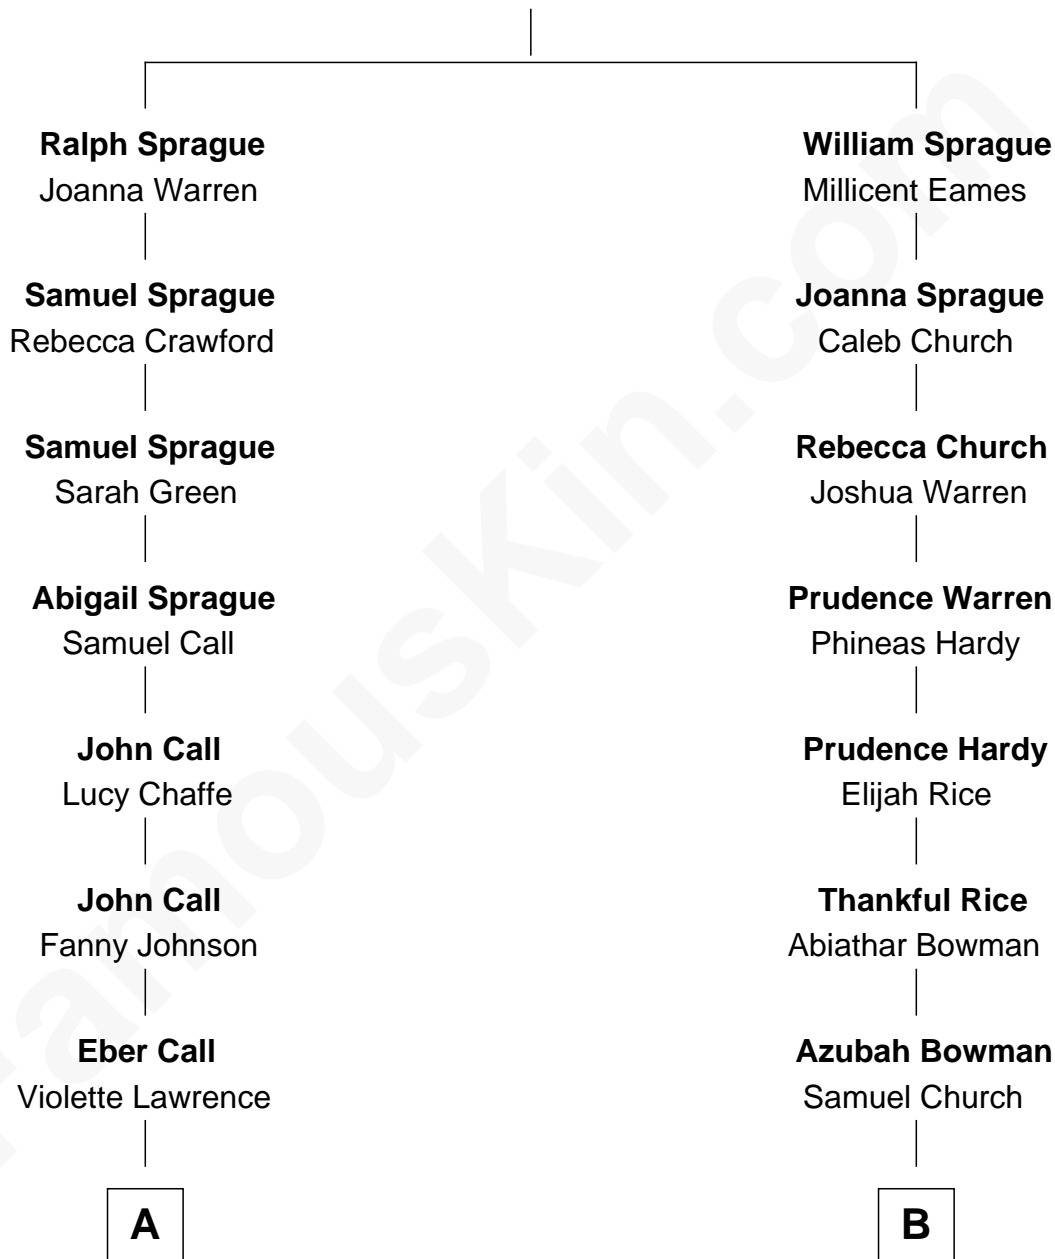 Ralph Sprague
Joanna Warren
Samuel Sprague
Rebecca Crawford
Samuel Sprague
Sarah Green
Abigail Sprague
Samuel Call
John Call
Lucy Chaffe
John Call
Fanny Johnson
Eber Call
Violette Lawrence
A
William Sprague
Millicent Eames
Joanna Sprague
Caleb Church
Rebecca Church
Joshua Warren
Prudence Warren
Phineas Hardy
Prudence Hardy
Elijah Rice
Thankful Rice
Abiathar Bowman
Azubah Bowman
Samuel Church
B
FamousKin.com